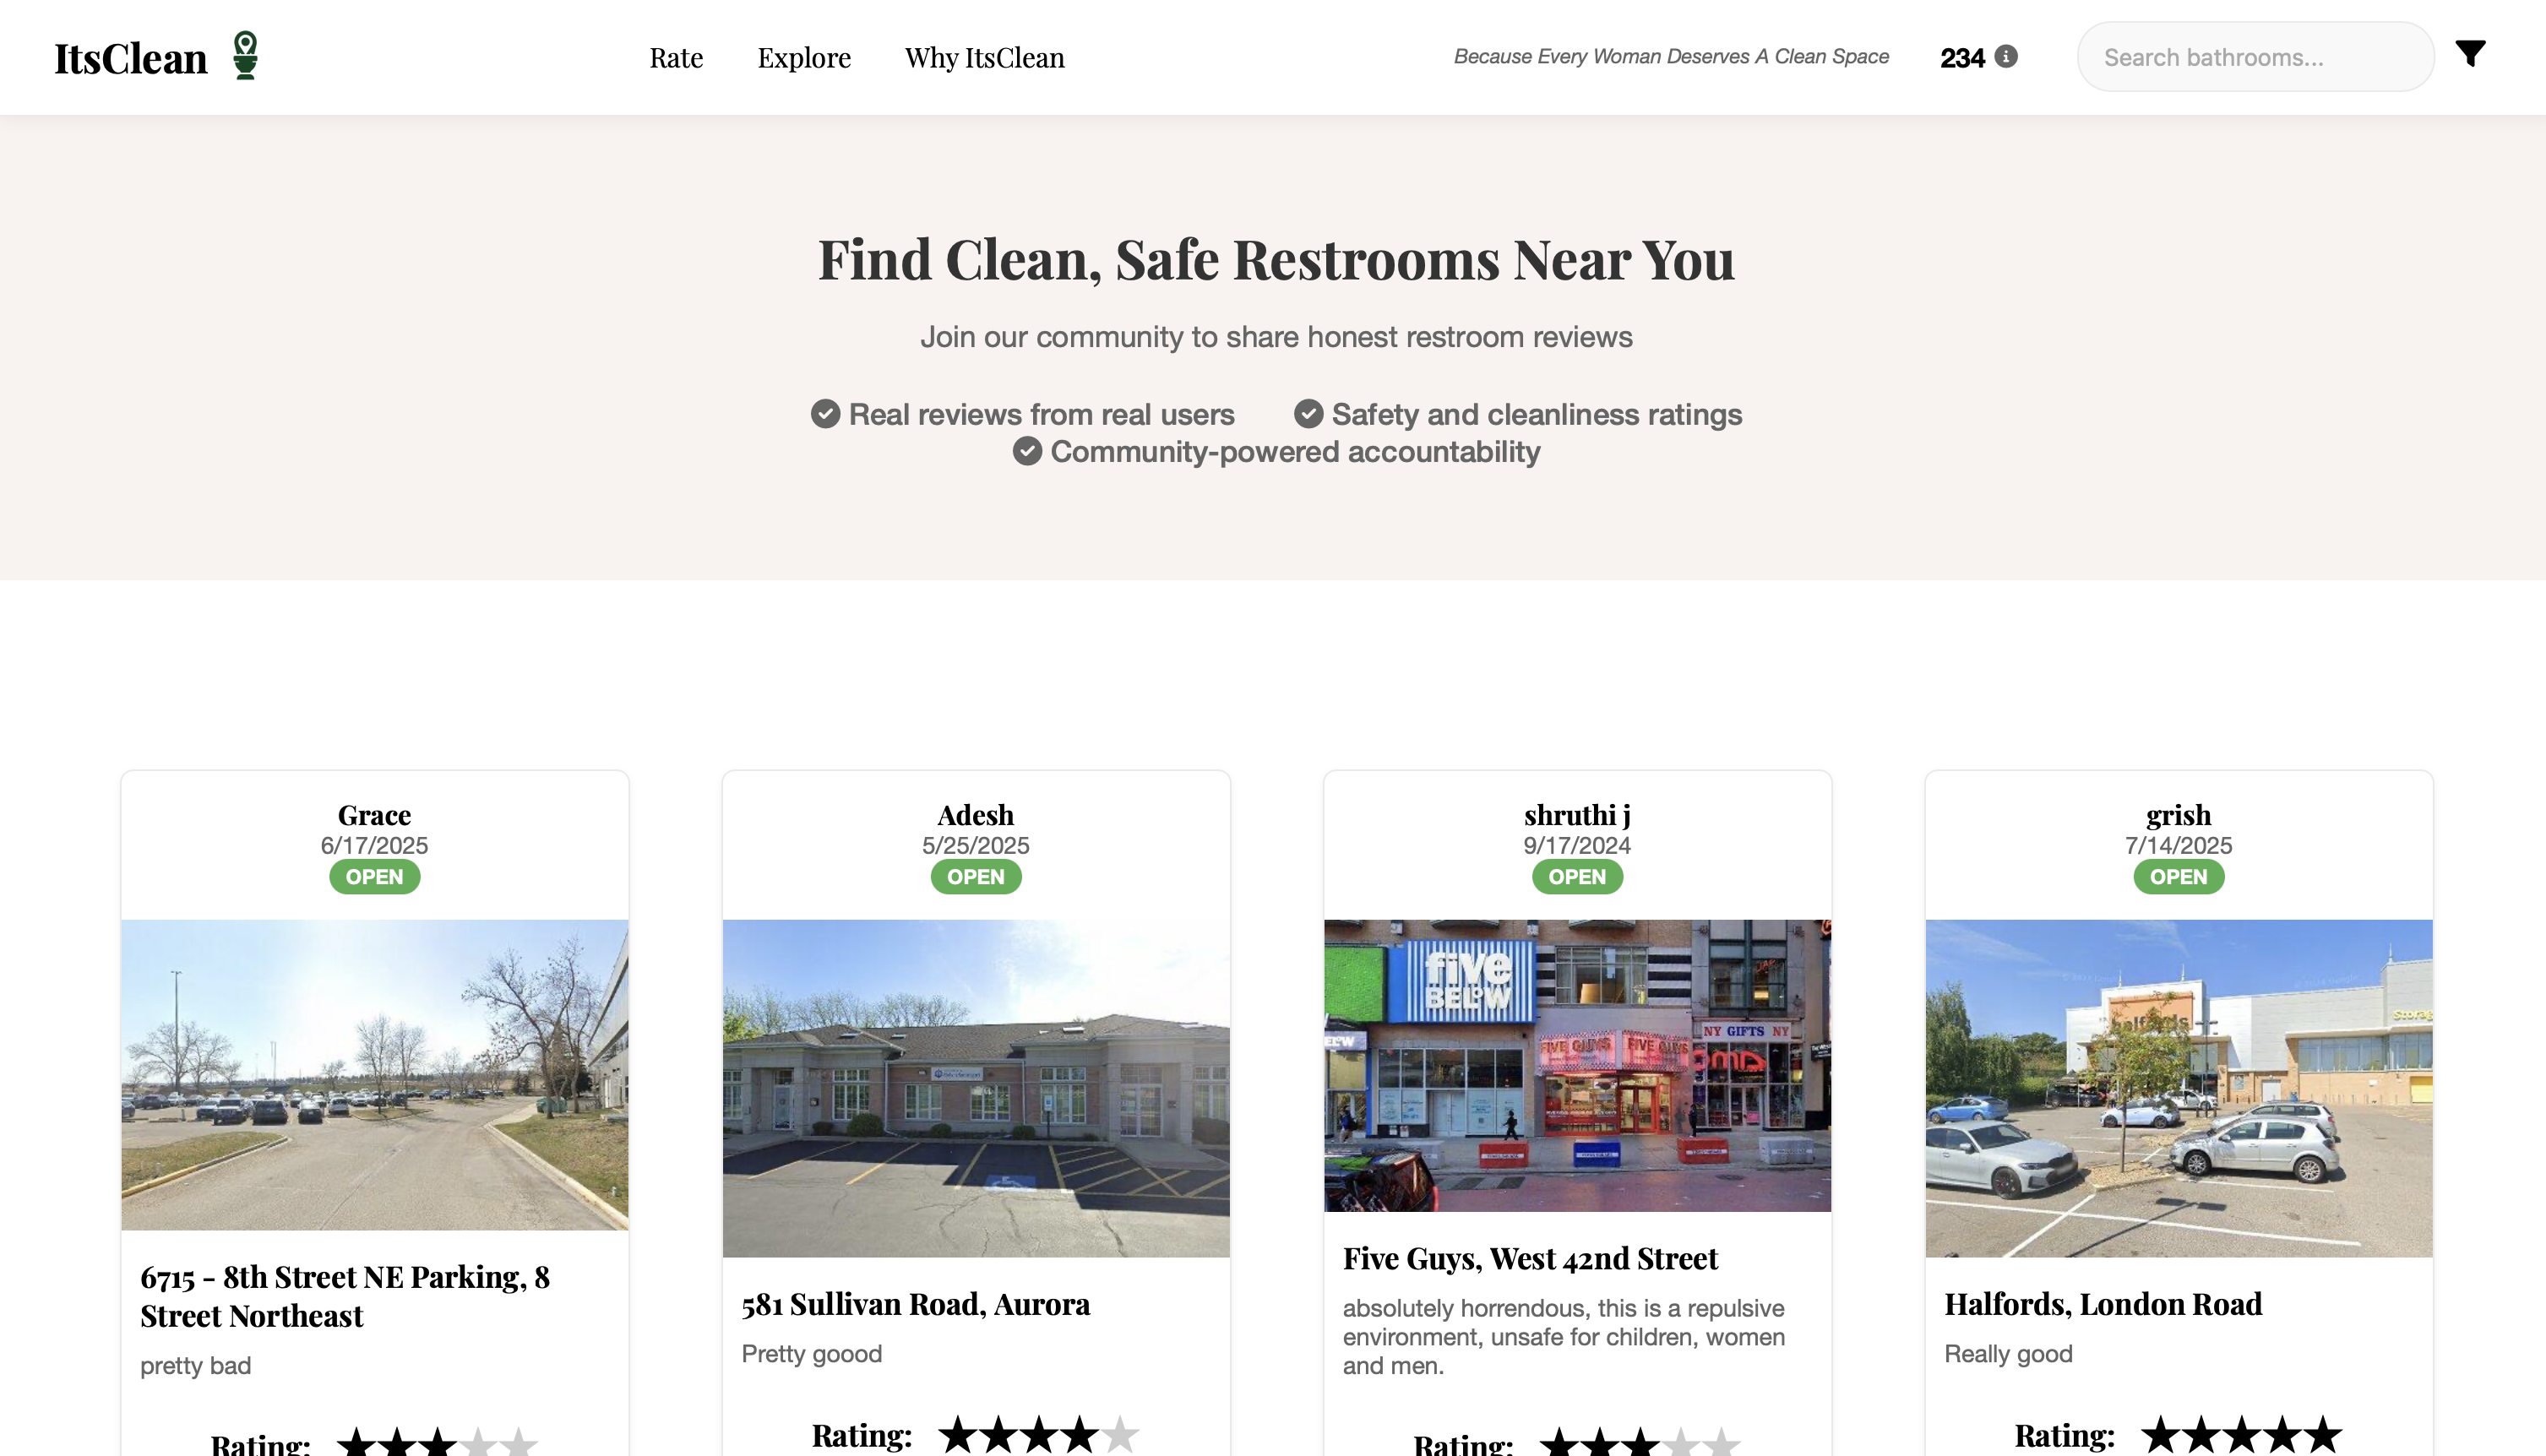 ItsClean
Rate
Explore
Why ItsClean
Because Every Woman Deserves A Clean Space
234
Search bathrooms...
Find Clean, Safe Restrooms Near You
Join our community to share honest restroom reviews
Real reviews from real users
Safety and cleanliness ratings
Community-powered accountability
Grace
6/17/2025
OPEN
6715 - 8th Street NE Parking, 8
Street Northeast
pretty bad
Rating:
Adesh
5/25/2025
OPEN
581 Sullivan Road, Aurora
Pretty goood
Rating:
shruthi j
9/17/2024
OPEN
five
BEL°W
EL°W
FIVE GUYS
FIVE GUYS
NY GIFTS NY
Five Guys, West 42nd Street
absolutely horrendous, this is a repulsive
environment, unsafe for children, women
and men.
Rating:
grish
7/14/2025
OPEN
halfords
Storag
Halfords, London Road
Really good
Rating: